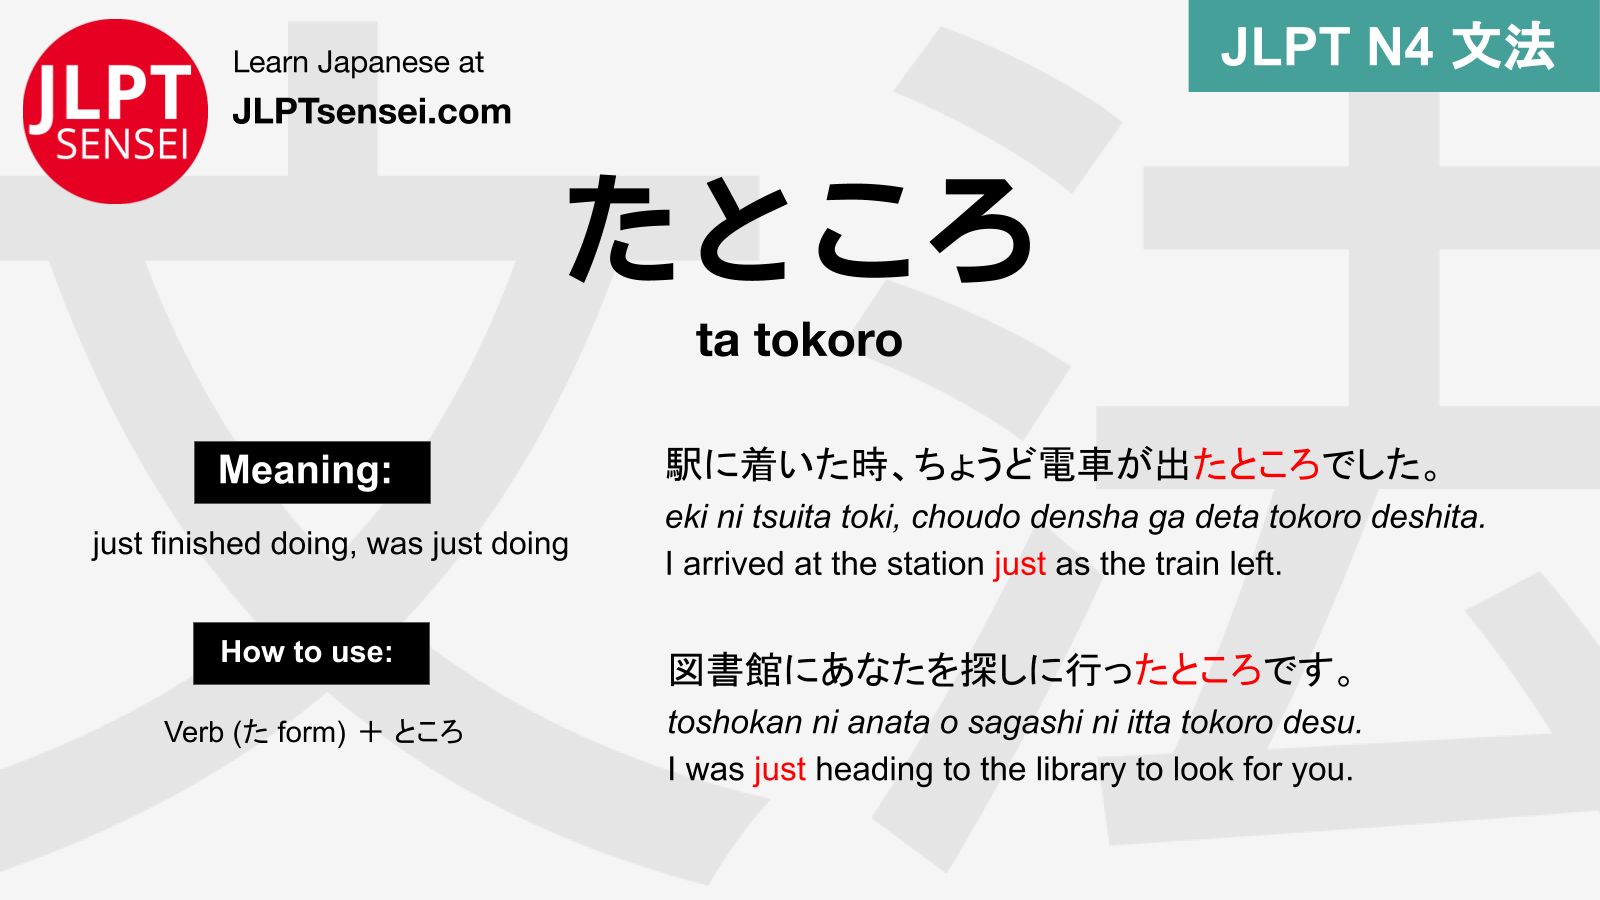 JLPT
SENSEI
Learn Japanese at
JLPTsensei.com
JLPT N4 文法
たところ
ta tokoro
Meaning:
just finished doing, was just doing
How to use:
Verb (た form) ＋ ところ
駅に着いた時、ちょうど電車が出たところでした。
eki ni tsuita toki, choudo densha ga deta tokoro deshita.
I arrived at the station just as the train left.
図書館にあなたを探しに行ったところです。
toshokan ni anata o sagashi ni itta tokoro desu.
I was just heading to the library to look for you.
文法